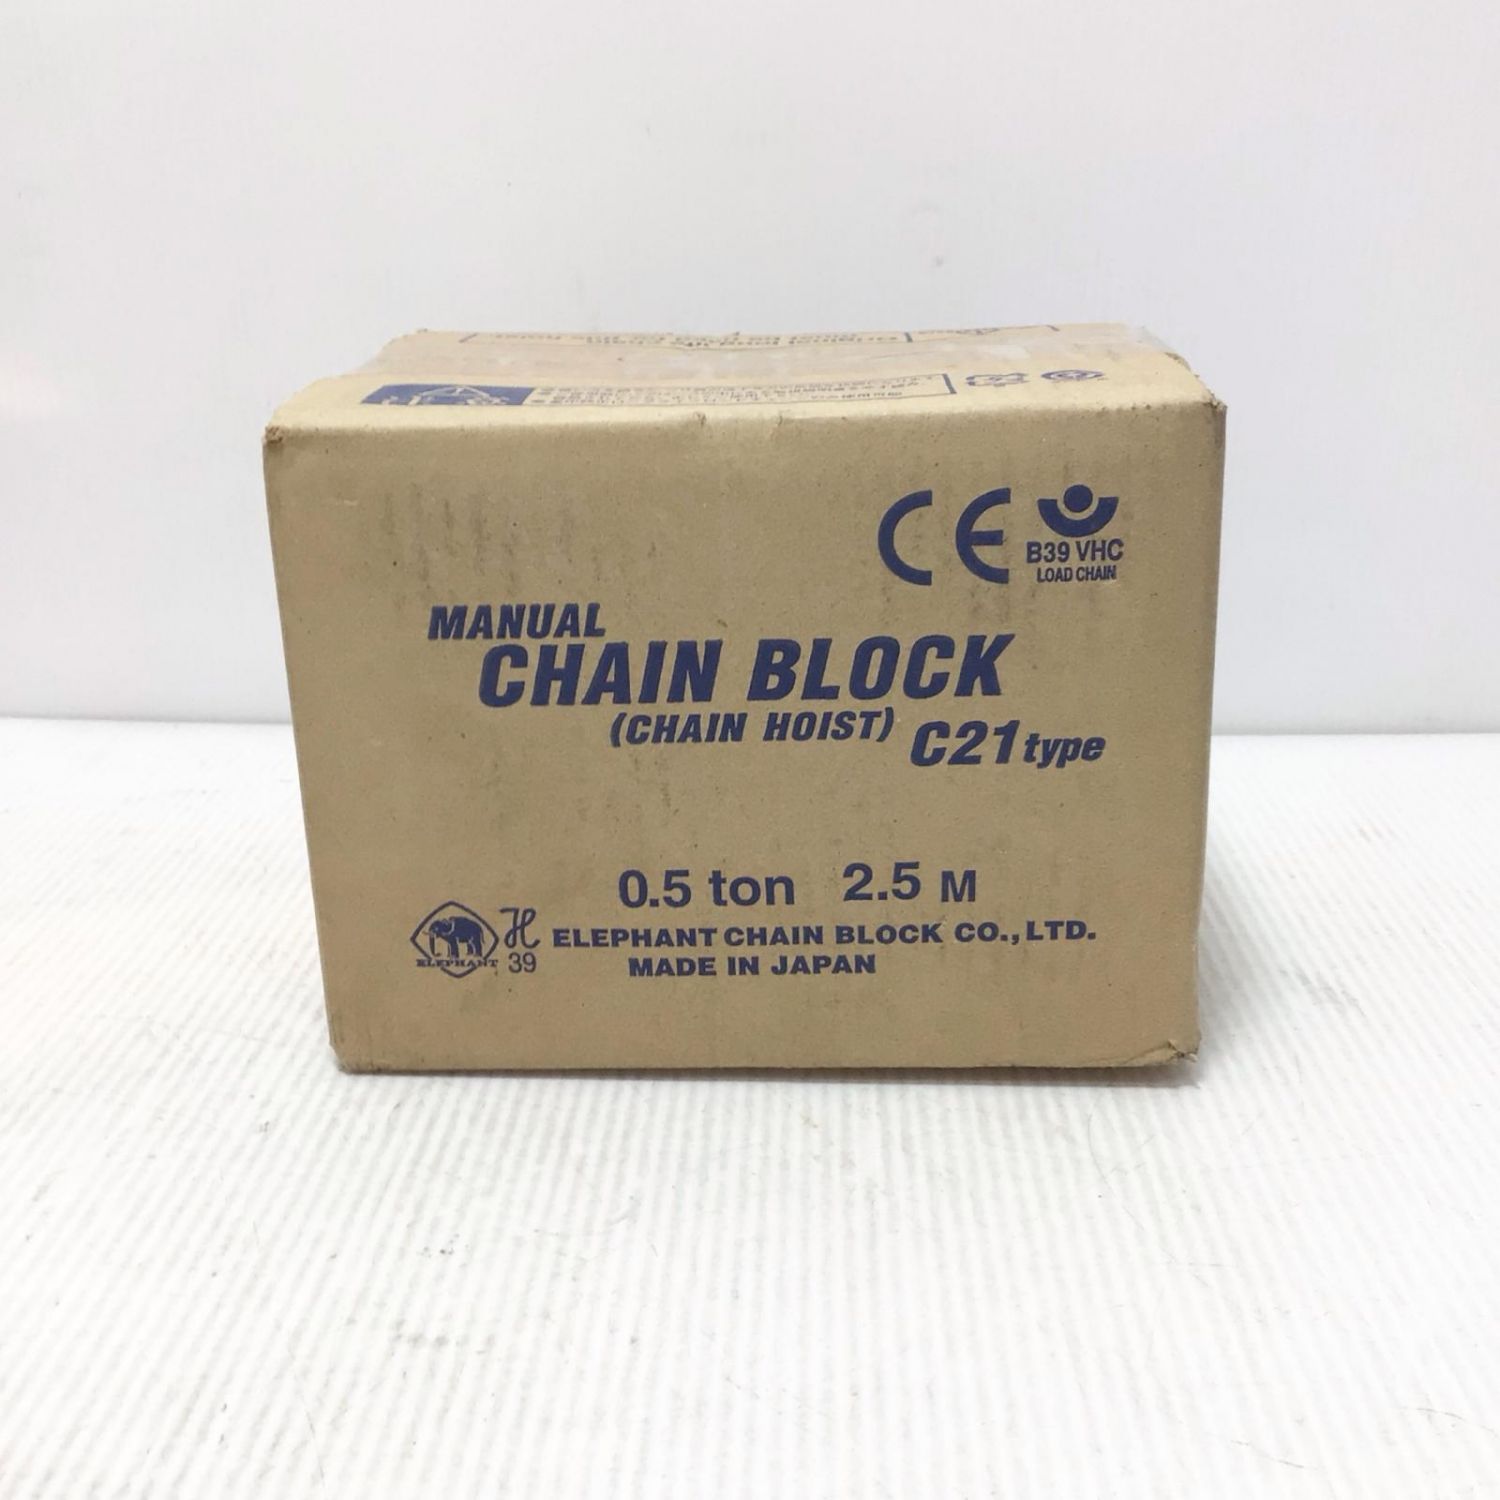 CE
B39 VHC
LOAD CHAIN
MANUAL
CHAIN BLOCK
(CHAIN HOIST) C21 type
0.5 ton 2.5 M
ELEPHANT H 39 ELEPHANT CHAIN BLOCK CO., LTD.
MADE IN JAPAN